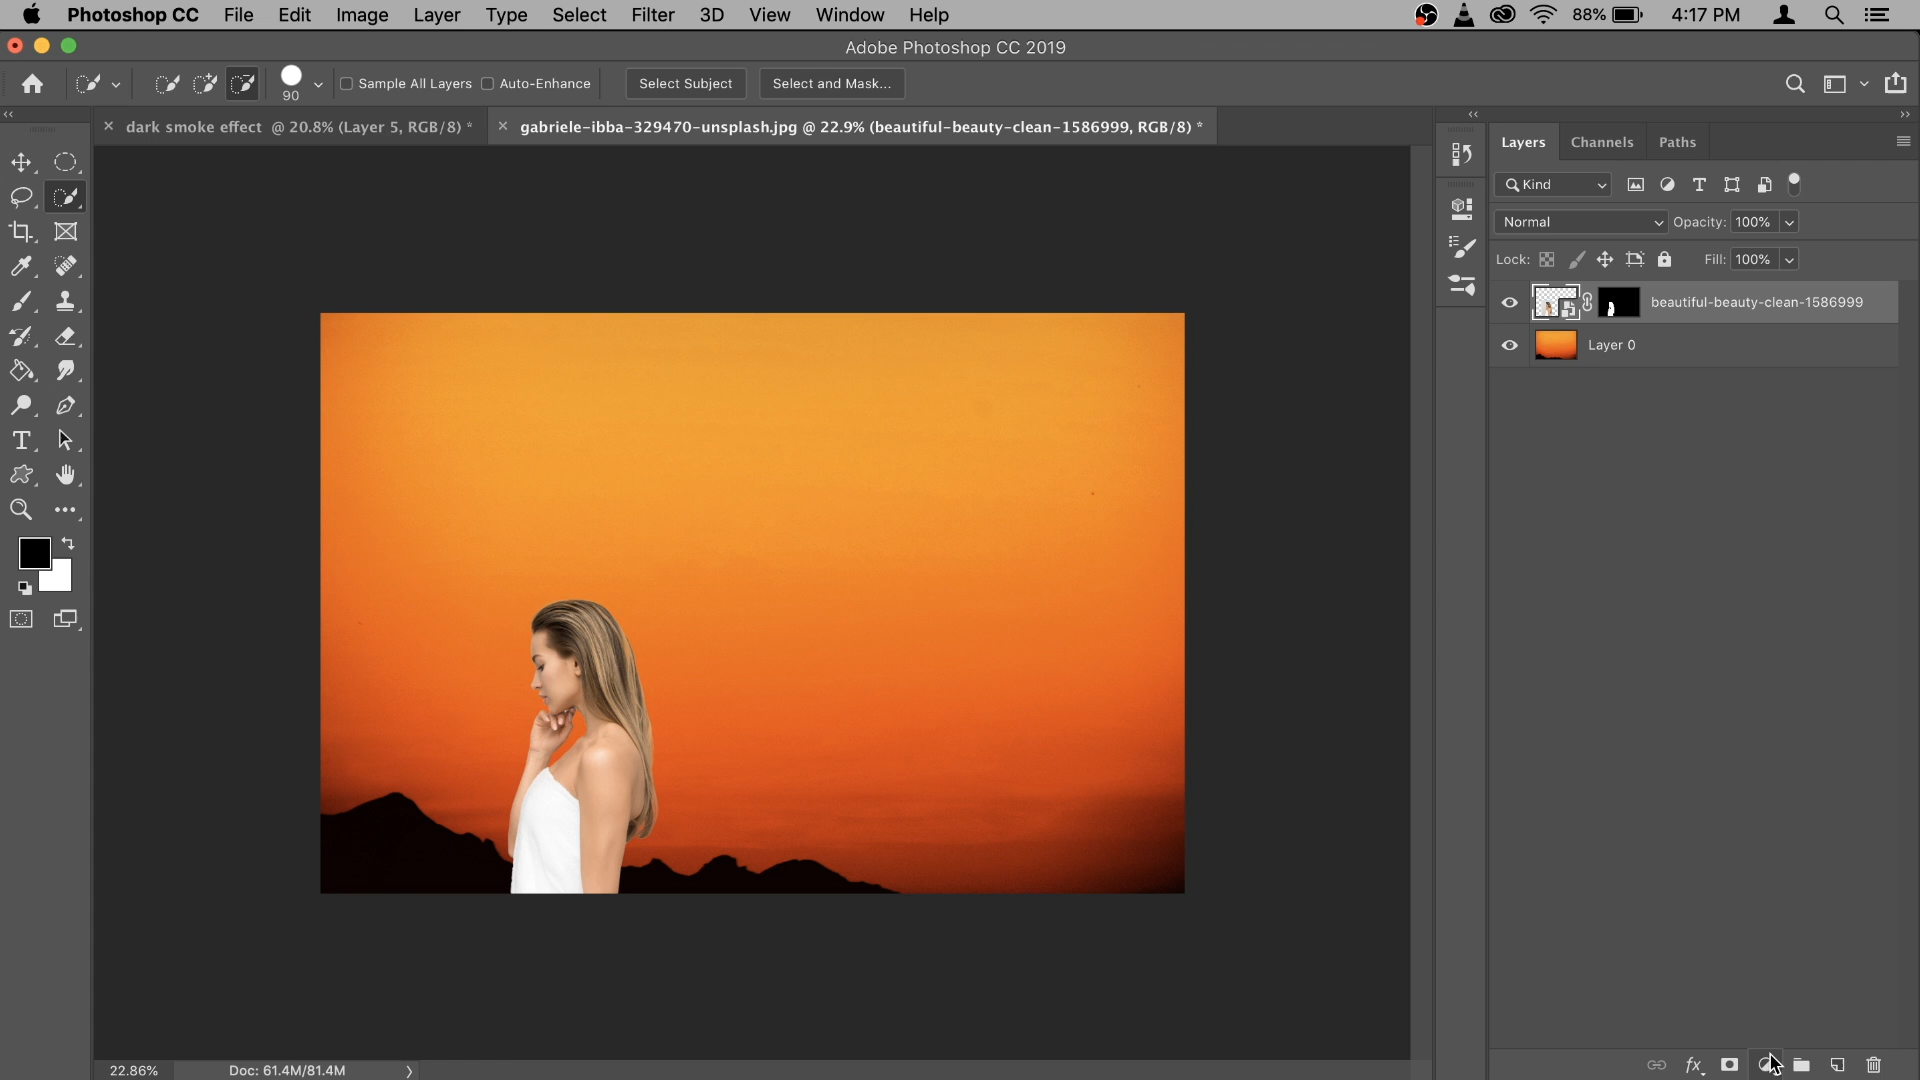 Photoshop CC File Edit Image Layer Type Select Filter 3D View Window Help 88% 4:17 PM
Adobe Photoshop CC 2019
90 Sample All Layers Auto-Enhance Select Subject Select and Mask...
dark smoke effect @ 20.8% (Layer 5, RGB/8) * gabriele-ibba-329470-unsplash.jpg @ 22.9% (beautiful-beauty-clean-1586999, RGB/8) *
Layers Channels Paths
Kind
Normal Opacity: 100%
Lock: Fill: 100%
beautiful-beauty-clean-1586999
Layer 0
22.86% Doc: 61.4M/81.4M
fx